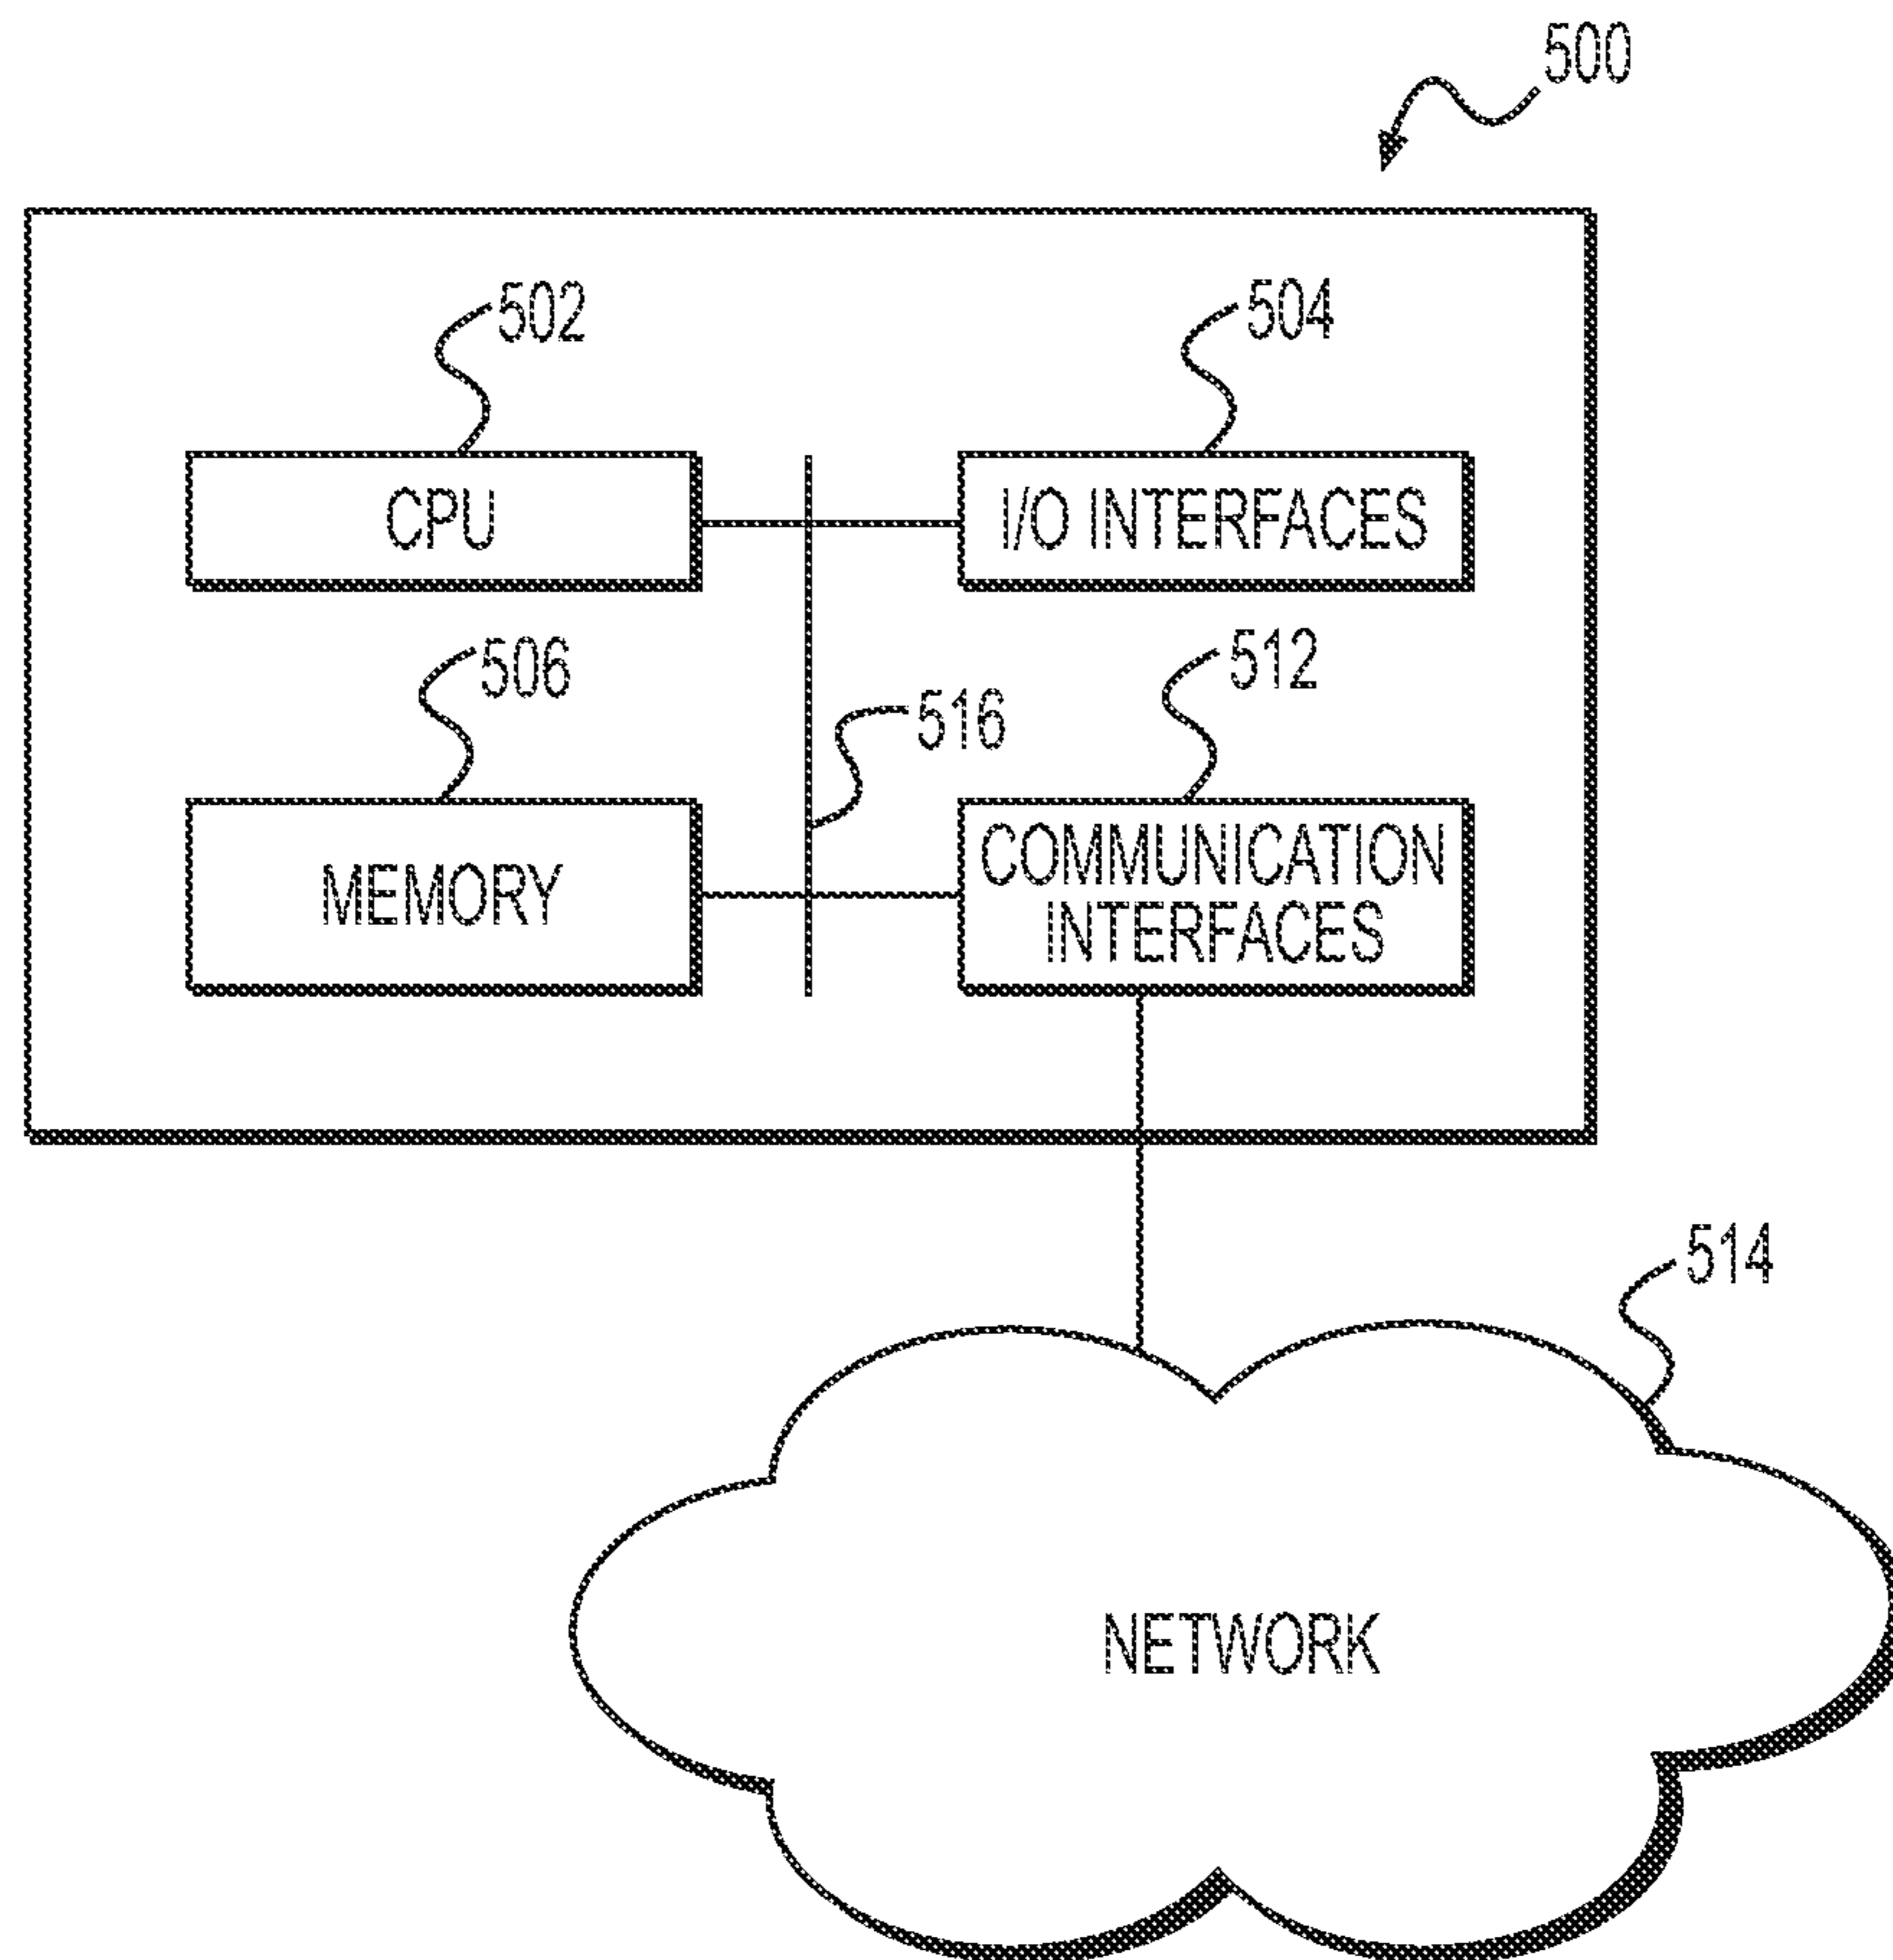 500
502
504
CPU
I/O INTERFACES
506
512
516
MEMORY
COMMUNICATION
INTERFACES
514
NETWORK